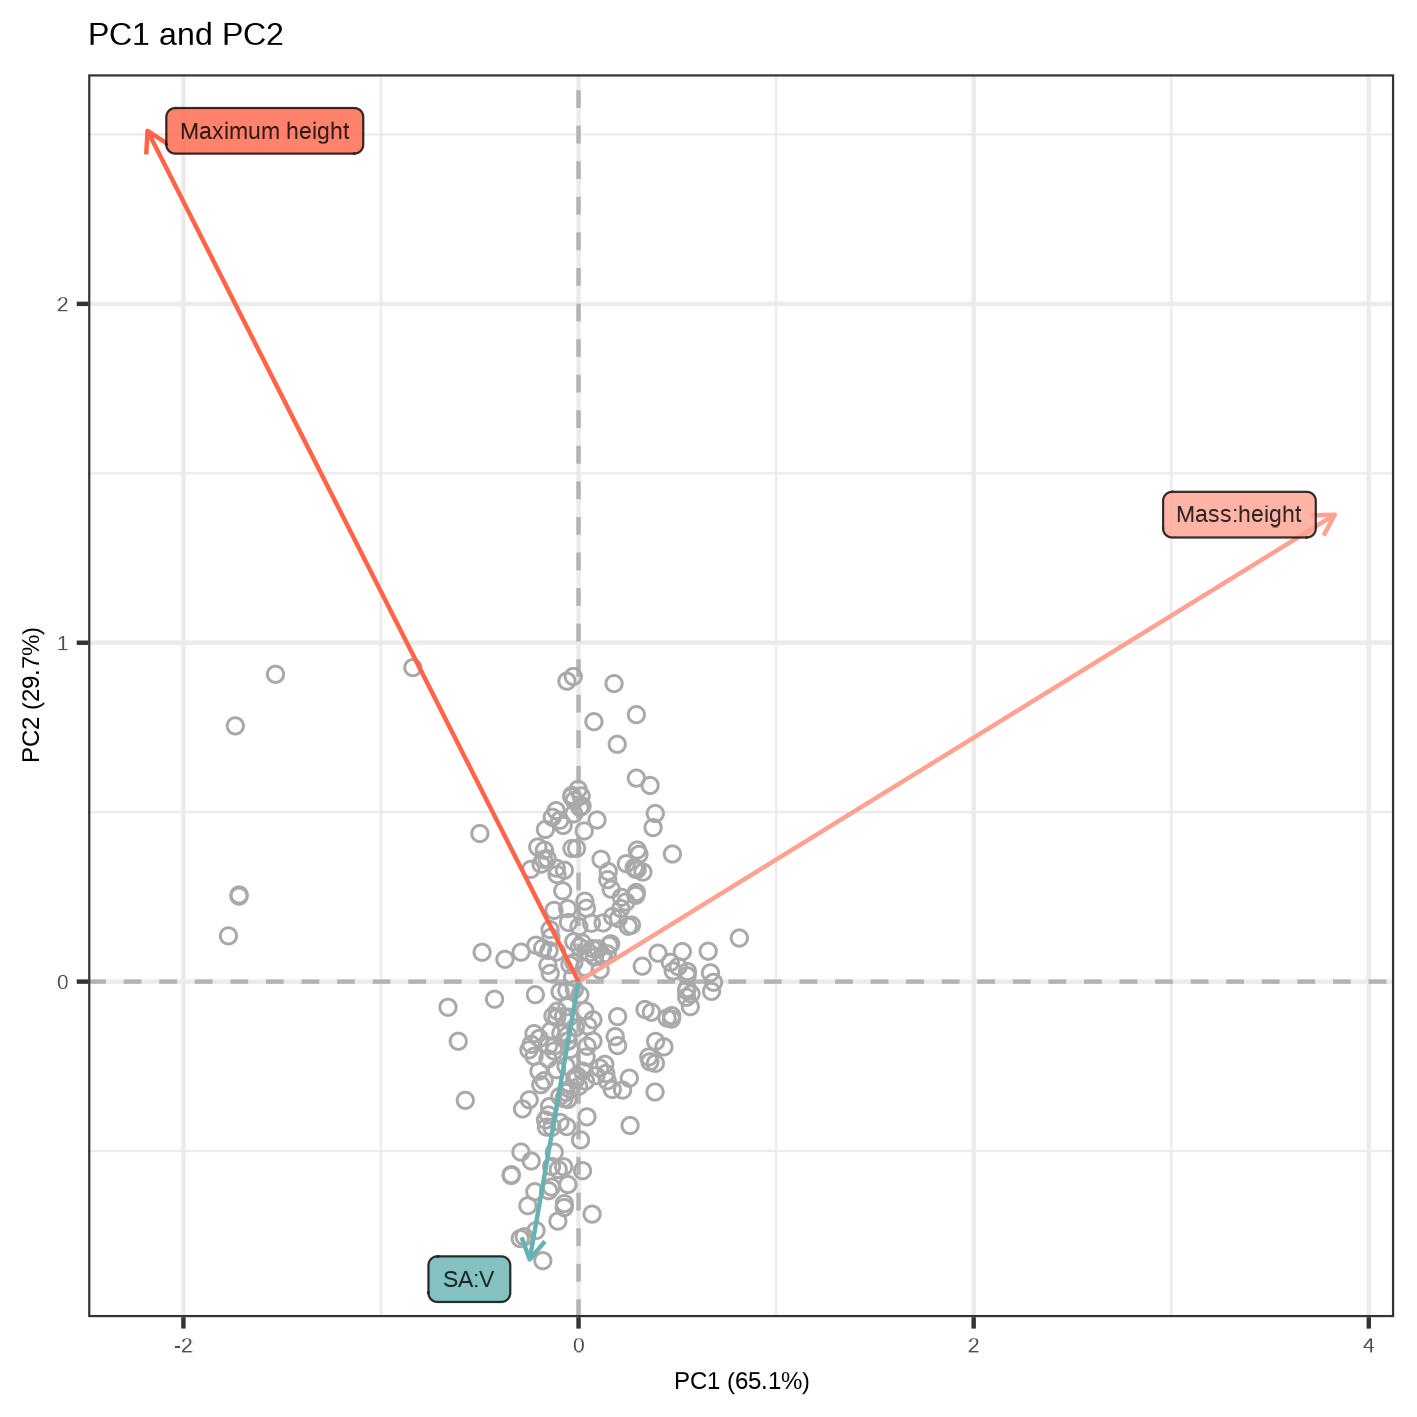 PC1 and PC2
Maximum height
Mass:height
SA:V
2
1
0
-2
0
2
4
PC1 (65.1%)
PC2 (29.7%)